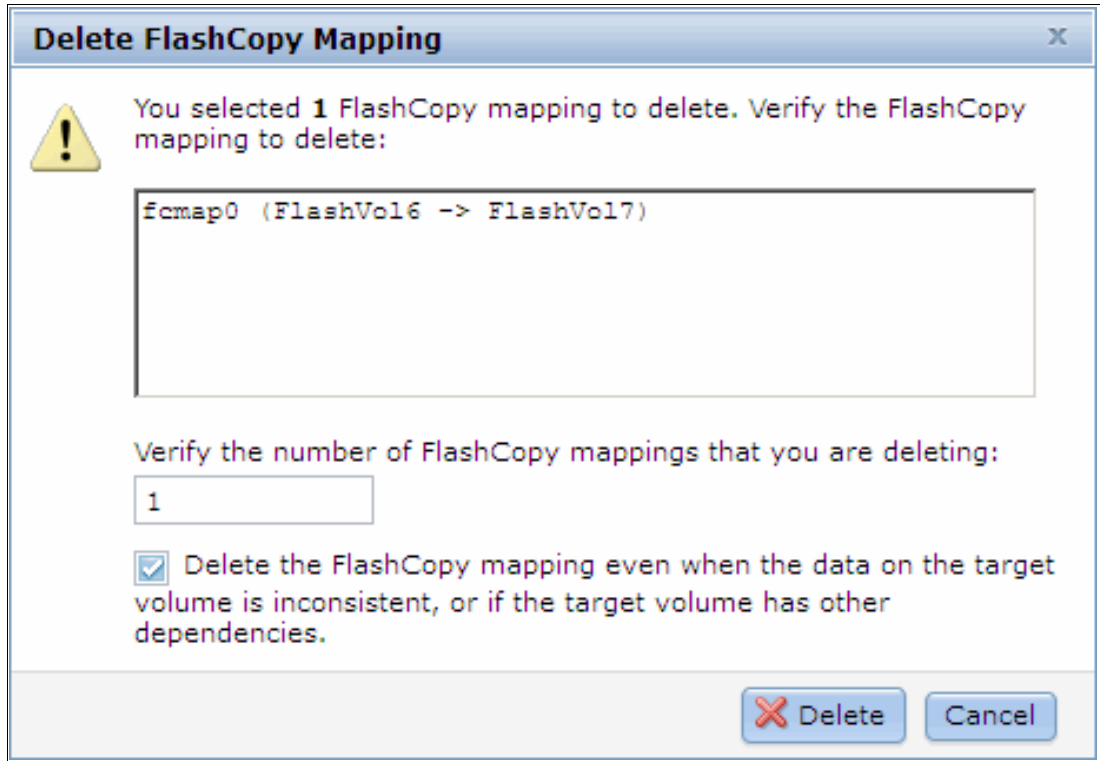 Delete FlashCopy Mapping x
You selected 1 FlashCopy mapping to delete. Verify the FlashCopy
mapping to delete:
fcmap0 (FlashVol6 -> FlashVol7)
Verify the number of FlashCopy mappings that you are deleting:
1
Delete the FlashCopy mapping even when the data on the target
volume is inconsistent, or if the target volume has other
dependencies.
Delete Cancel